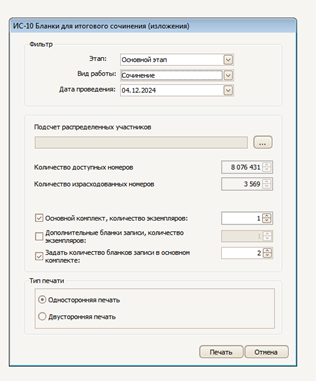 ИС-10 Бланки для итогового сочинения (изложения)
Фильтр
Этап: Основной этап
Вид работы: Сочинение
Дата проведения: 04.12.2024
Подсчет распределенных участников
...
Количество доступных номеров 8 076 431
Количество израсходованных номеров 3 569
Основной комплект, количество экземпляров: 1
Дополнительные бланки записи, количество
экземпляров: 1
Задать количество бланков записи в основном
комплекте: 2
Тип печати
Односторонняя печать
Двусторонняя печать
Печать Отмена